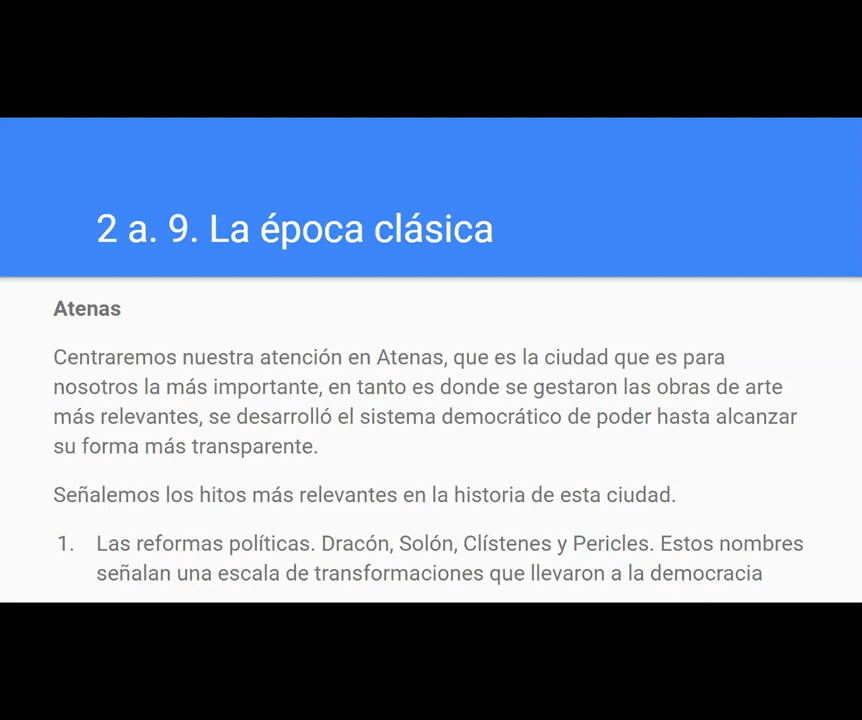 2 a. 9. La época clásica
Atenas
Centraremos nuestra atención en Atenas, que es la ciudad que es para
nosotros la más importante, en tanto es donde se gestaron las obras de arte
más relevantes, se desarrolló el sistema democrático de poder hasta alcanzar
su forma más transparente.
Señalemos los hitos más relevantes en la historia de esta ciudad.
1. Las reformas políticas. Dracón, Solón, Clístenes y Pericles. Estos nombres
señalan una escala de transformaciones que llevaron a la democracia